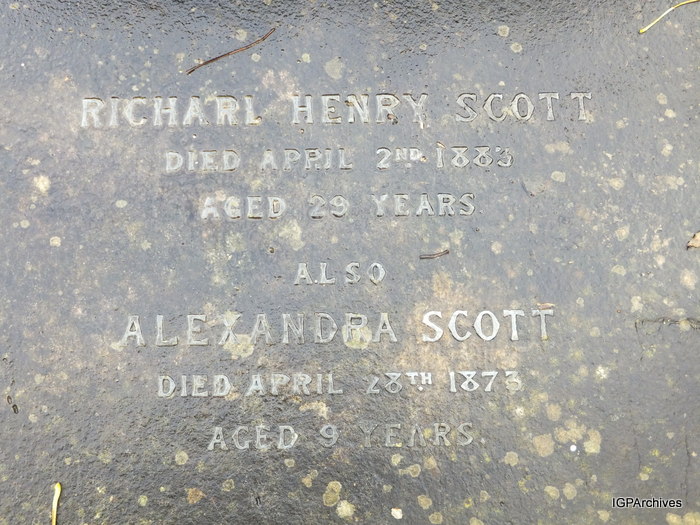 RICHARD HENRY SCOTT
DIED APRIL 2ND 1883
AGED 29 YEARS
ALSO
ALEXANDRA SCOTT
DIED APRIL 28TH 1873
AGED 9 YEARS.
IGPArchives